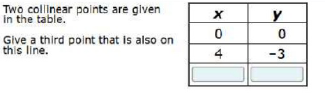 Two collinear points are given
in the table.
Give a third point that is also on
this line.
x y
0 0
4 -3